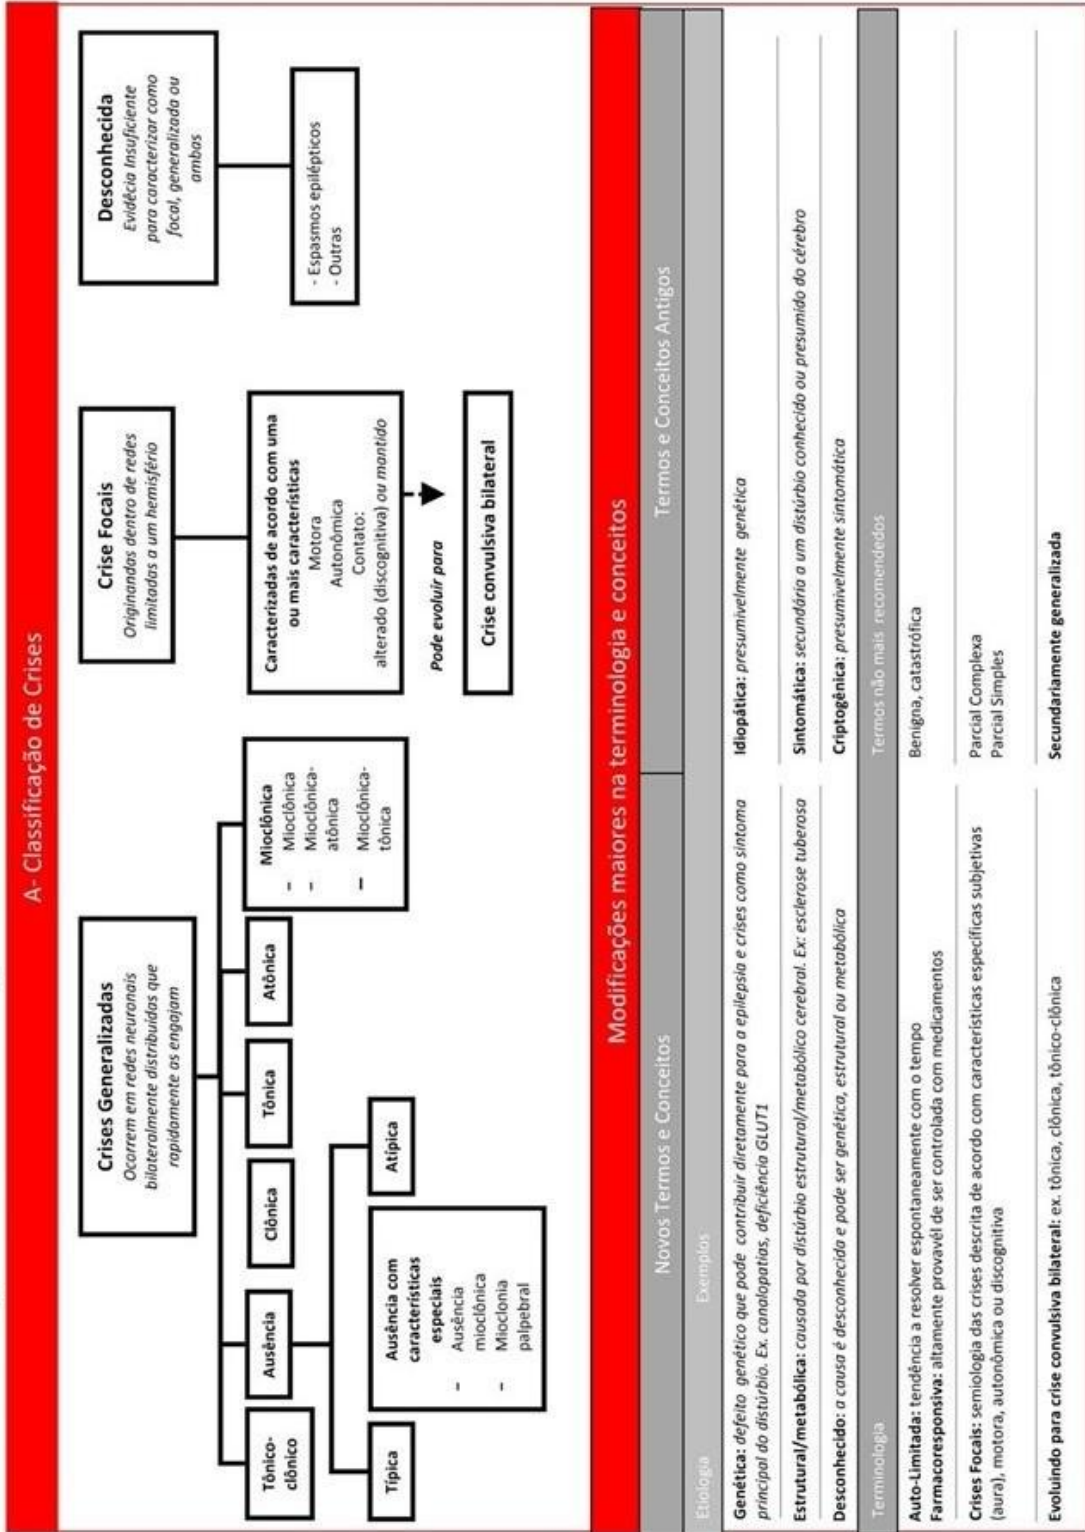 A- Classificação de Crises
Crises Generalizadas
Ocorrem em redes neuronais
bilateralmente distribuidas que
rapidamente as engajam
Tônico-
clônico
Ausência
Clônica
Tônica
Atônica
Mioclônica
– Mioclônica
– Mioclônica-
atônica
– Mioclônica-
tônica
Típica
Ausência com
características
especiais
– Ausência
mioclônica
– Mioclonia
palpebral
Atípica
Crise Focais
Originandas dentro de redes
limitadas a um hemisfério
Caracterizadas de acordo com uma
ou mais características
Motora
Autonômica
Contato:
alterado (discognitiva) ou mantido
Pode evoluir para
Crise convulsiva bilateral
Desconhecida
Evidêcia Insuficiente
para caracterizar como
focal, generalizada ou
ambas
- Espasmos epilépticos
- Outras
Modificações maiores na terminologia e conceitos
Novos Termos e Conceitos
Termos e Conceitos Antigos
Etiologia
Exemplos
Genética: defeito genético que pode contribuir diretamente para a epilepsia e crises como sintoma
principal do distúrbio. Ex. canalopatias, deficiência GLUT1
Idiopática: presumivelmente genética
Estrutural/metabólica: causada por distúrbio estrutural/metabólico cerebral. Ex: esclerose tuberosa
Sintomática: secundária a um distúrbio conhecido ou presumido do cérebro
Desconhecido: a causa é desconhecida e pode ser genética, estrutural ou metabólica
Criptogênica: presumivelmente sintomática
Terminologia
Termos não mais recomendedos
Auto-Limitada: tendência a resolver espontaneamente com o tempo
Farmacoresponsiva: altamente provavél de ser controlada com medicamentos
Benigna, catastrófica
Crises Focais: semiologia das crises descrita de acordo com características específicas subjetivas
(aura), motora, autonômica ou discognitiva
Parcial Complexa
Parcial Simples
Evoluindo para crise convulsiva bilateral: ex. tônica, clônica, tônico-clônica
Secundariamente generalizada